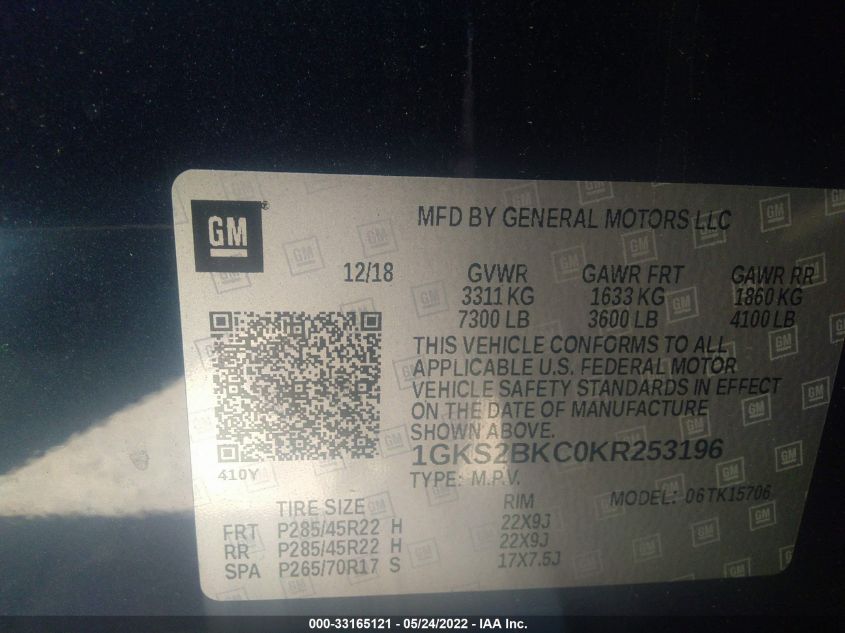 GM®
MFD BY GENERAL MOTORS LLC
12/18 GVWR GAWR FRT GAWR RR
3311 KG 1633 KG 1860 KG
7300 LB 3600 LB 4100 LB
THIS VEHICLE CONFORMS TO ALL
APPLICABLE U.S. FEDERAL MOTOR
VEHICLE SAFETY STANDARDS IN EFFECT
ON THE DATE OF MANUFACTURE
SHOWN ABOVE.
1GKS2BKC0KR253196
410Y
TYPE: M.P.V. MODEL: 06TK15706
TIRE SIZE RIM
FRT P285/45R22 H 22X9J
RR P285/45R22 H 22X9J
SPA P265/70R17 S 17X7.5J
000-33165121 - 05/24/2022 - IAA Inc.